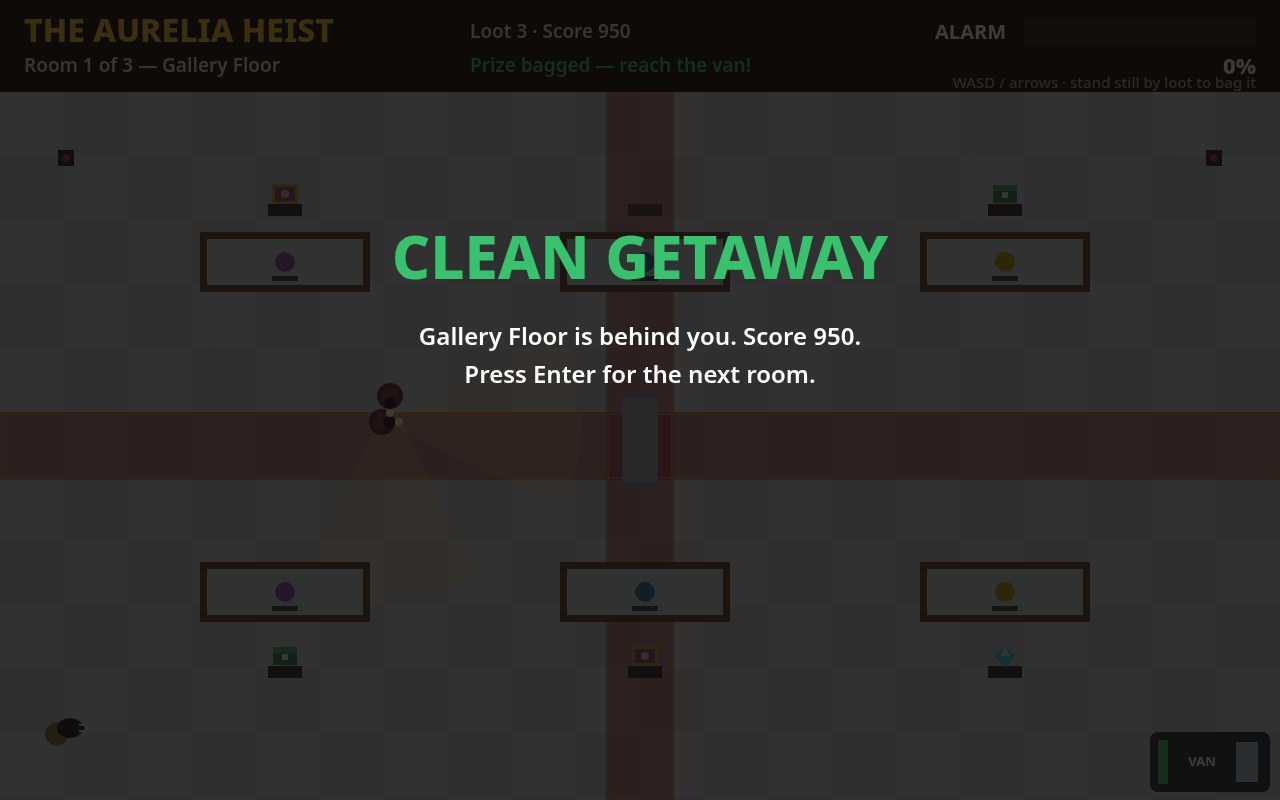 THE AURELIA HEIST
Room 1 of 3 — Gallery Floor
Loot 3 · Score 950
Prize bagged — reach the van!
ALARM
0%
WASD / arrows · stand still by loot to bag it
CLEAN GETAWAY
Gallery Floor is behind you. Score 950.
Press Enter for the next room.
VAN